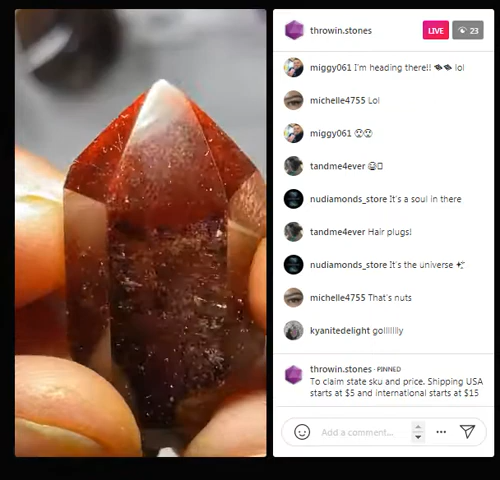 throwin.stones
LIVE
23
miggy061 I'm heading there!! lol
michelle4755 Lol
miggy061
tandme4ever
nudiamonds_store It's a soul in there
tandme4ever Hair plugs!
nudiamonds_store It's the universe
michelle4755 That's nuts
kyanitedelight golllllily
throwin.stones · PINNED
To claim state sku and price. Shipping USA
starts at $5 and international starts at $15
Add a comment...